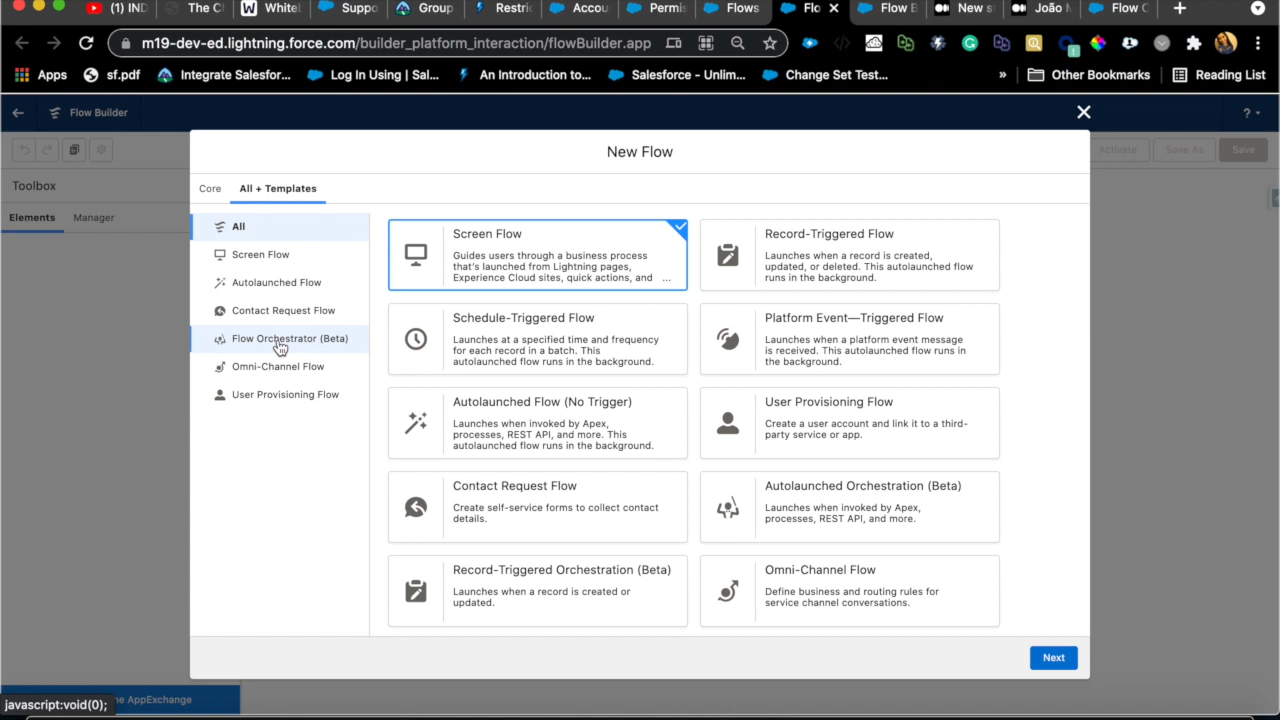 (1) IND
The Cl
W Whitel
Suppo
Group
Restric
Accou
Permis
Flows
Flo
Flow B
New s
João M
Flow C
m19-dev-ed.lightning.force.com/builder_platform_interaction/flowBuilder.app
Apps
sf.pdf
Integrate Salesfor...
Log In Using | Sal...
An Introduction to...
Salesforce - Unlim...
Change Set Test...
»
Other Bookmarks
Reading List
Flow Builder
?
Activate
Save As
Save
Toolbox
Elements
Manager
New Flow
Core
All + Templates
All
Screen Flow
Autolaunched Flow
Contact Request Flow
Flow Orchestrator (Beta)
Omni-Channel Flow
User Provisioning Flow
Screen Flow
Guides users through a business process
that's launched from Lightning pages,
Experience Cloud sites, quick actions, and ...
Record-Triggered Flow
Launches when a record is created,
updated, or deleted. This autolaunched flow
runs in the background.
Schedule-Triggered Flow
Launches at a specified time and frequency
for each record in a batch. This
autolaunched flow runs in the background.
Platform Event—Triggered Flow
Launches when a platform event message
is received. This autolaunched flow runs in
the background.
Autolaunched Flow (No Trigger)
Launches when invoked by Apex,
processes, REST API, and more. This
autolaunched flow runs in the background.
User Provisioning Flow
Create a user account and link it to a third-
party service or app.
Contact Request Flow
Create self-service forms to collect contact
details.
Autolaunched Orchestration (Beta)
Launches when invoked by Apex,
processes, REST API, and more.
Record-Triggered Orchestration (Beta)
Launches when a record is created or
updated.
Omni-Channel Flow
Define business and routing rules for
service channel conversations.
Next
javascript:void(0);
he AppExchange